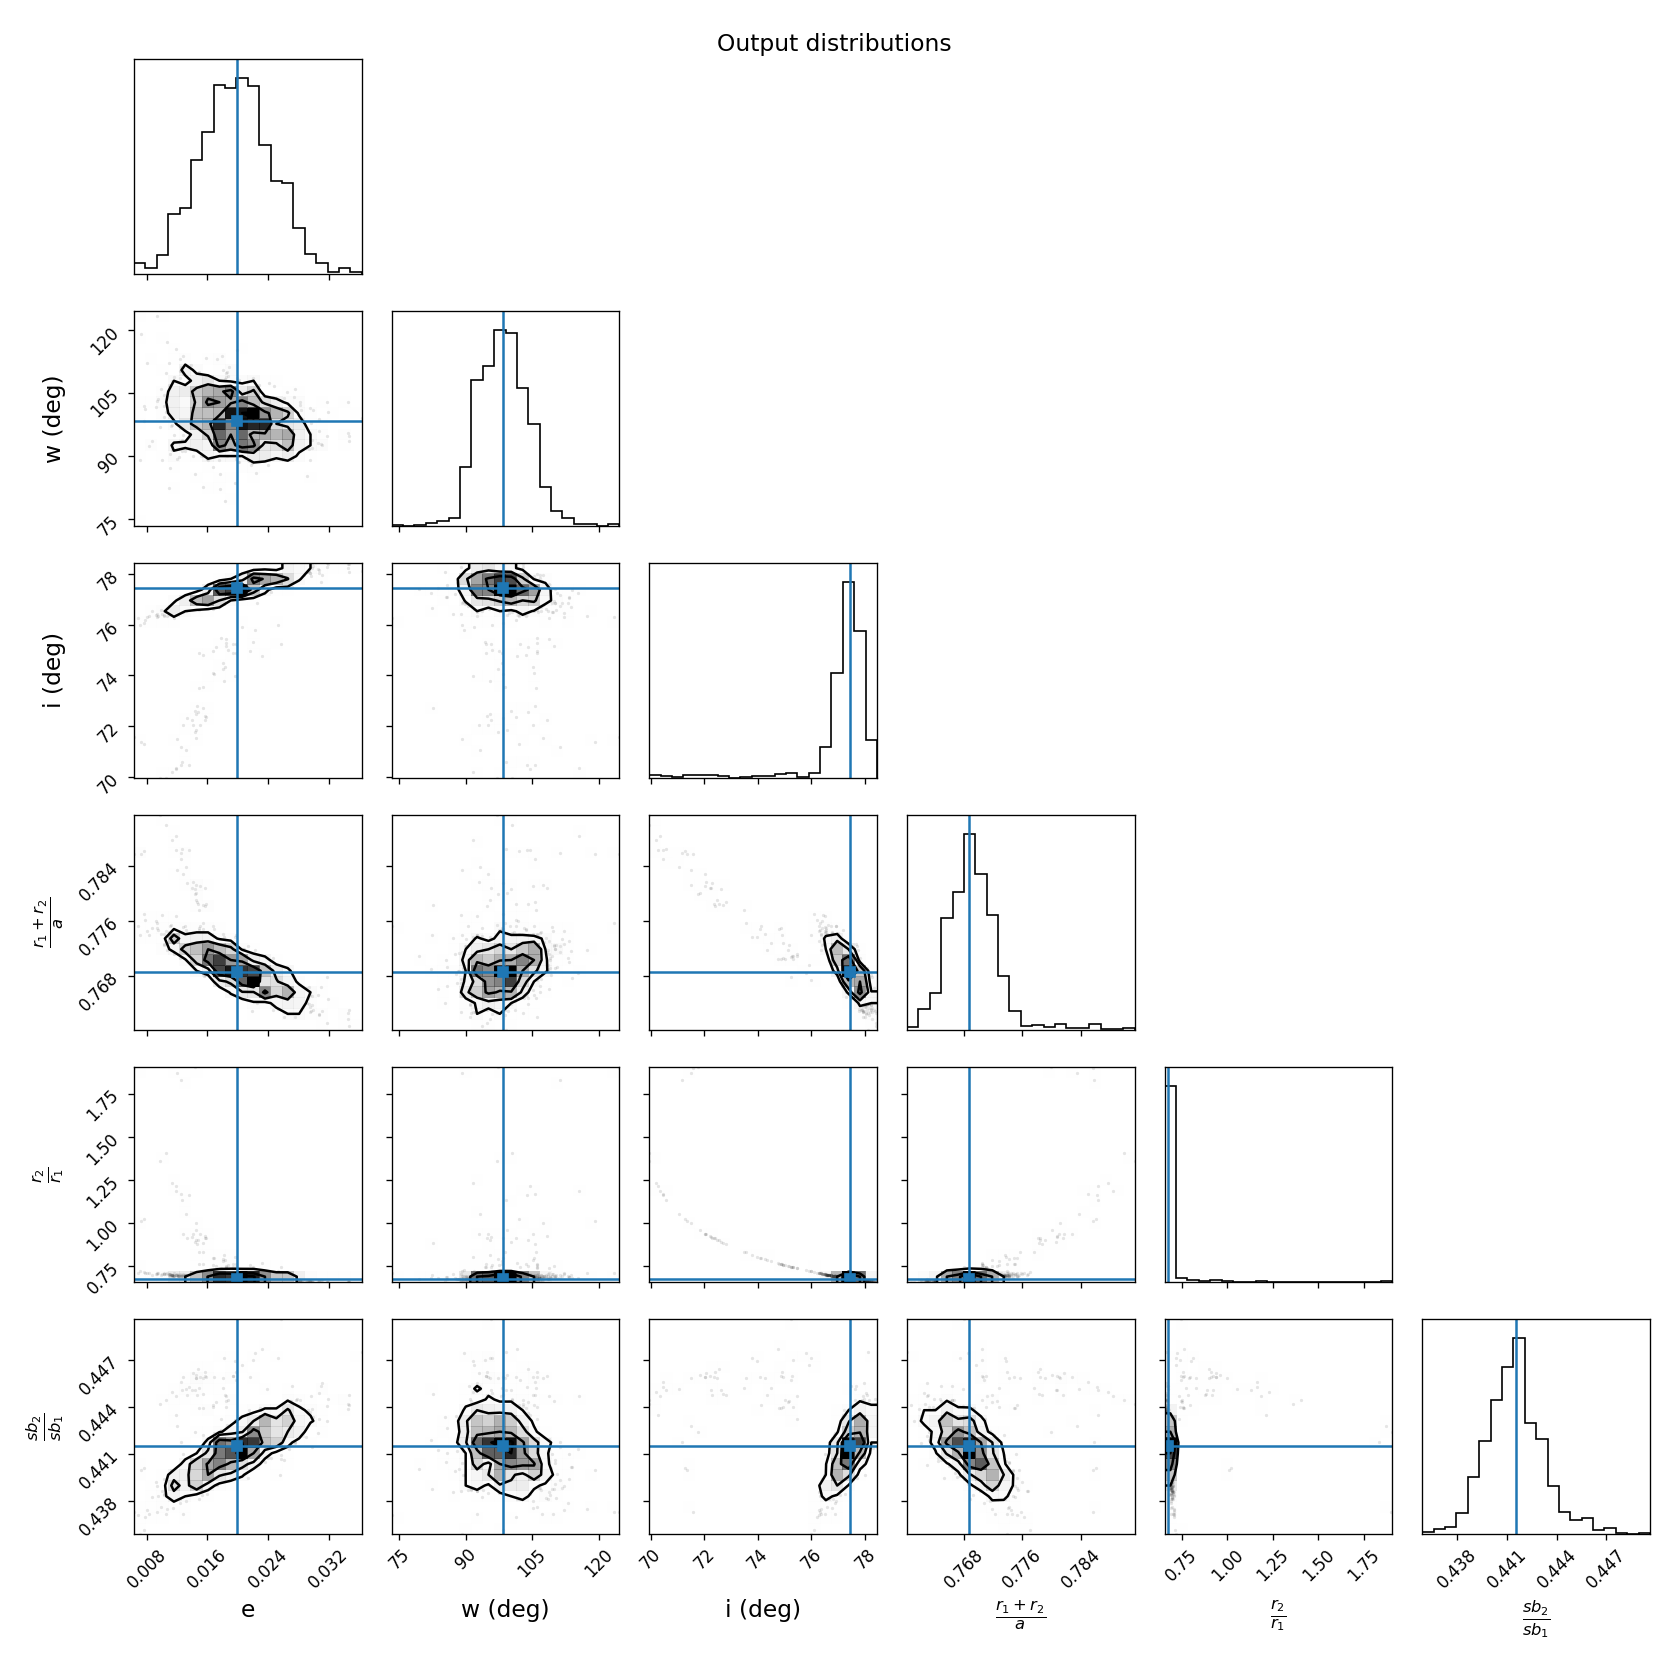 Output distributions
120
105
90
75
w (deg)
78
76
74
72
70
i (deg)
0.784
0.776
0.768
r₁ + r₂
a
1.75
1.50
1.25
1.00
0.75
r₂
r₁
0.447
0.444
0.441
0.438
sb₂
sb₁
0.008 0.016 0.024 0.032
75 90 105 120
70 72 74 76 78
0.768 0.776 0.784
0.75 1.00 1.25 1.50 1.75
0.438 0.441 0.444 0.447
e
w (deg)
i (deg)
r₁ + r₂
a
r₂
r₁
sb₂
sb₁